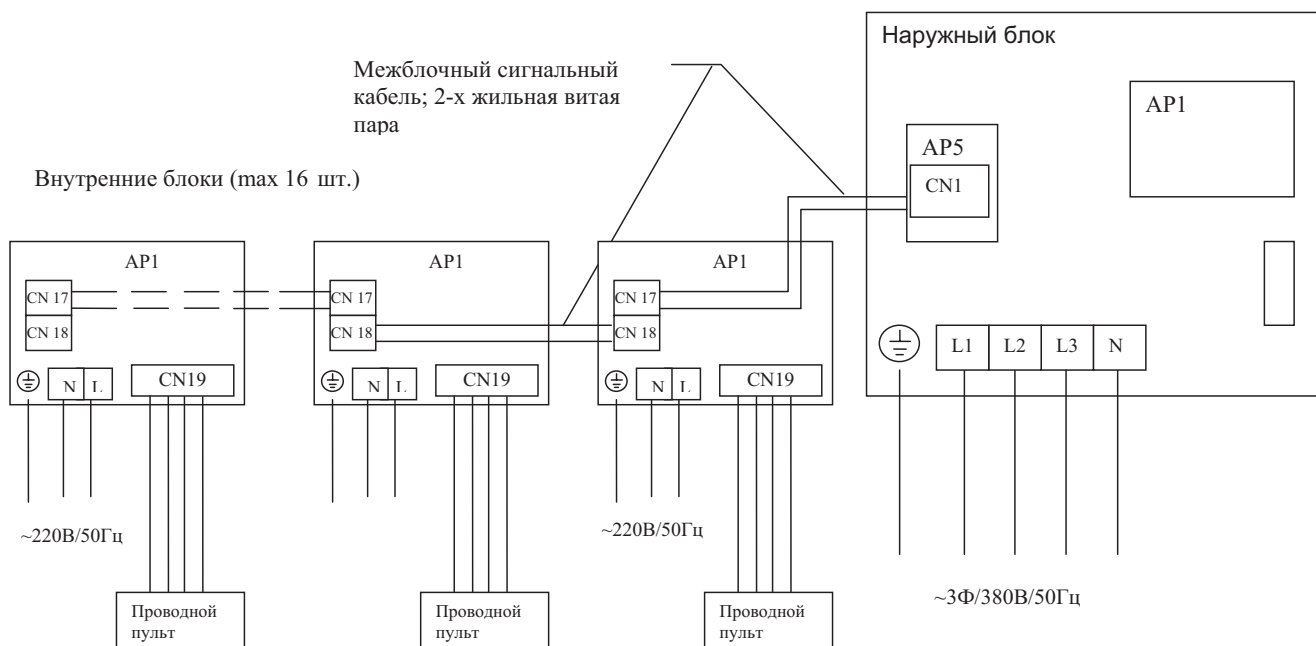 Наружный блок
Межблочный сигнальный
кабель; 2-х жильная витая
пара
AP1
AP5
CN1
Внутренние блоки (max 16 шт.)
AP1
AP1
AP1
CN 17
CN 18
CN 17
CN 18
CN 17
CN 18
L1 L2 L3 N
N L
CN19
N L
CN19
N L
CN19
~220В/50Гц
~220В/50Гц
~3Ф/380В/50Гц
Проводной
пульт
Проводной
пульт
Проводной
пульт